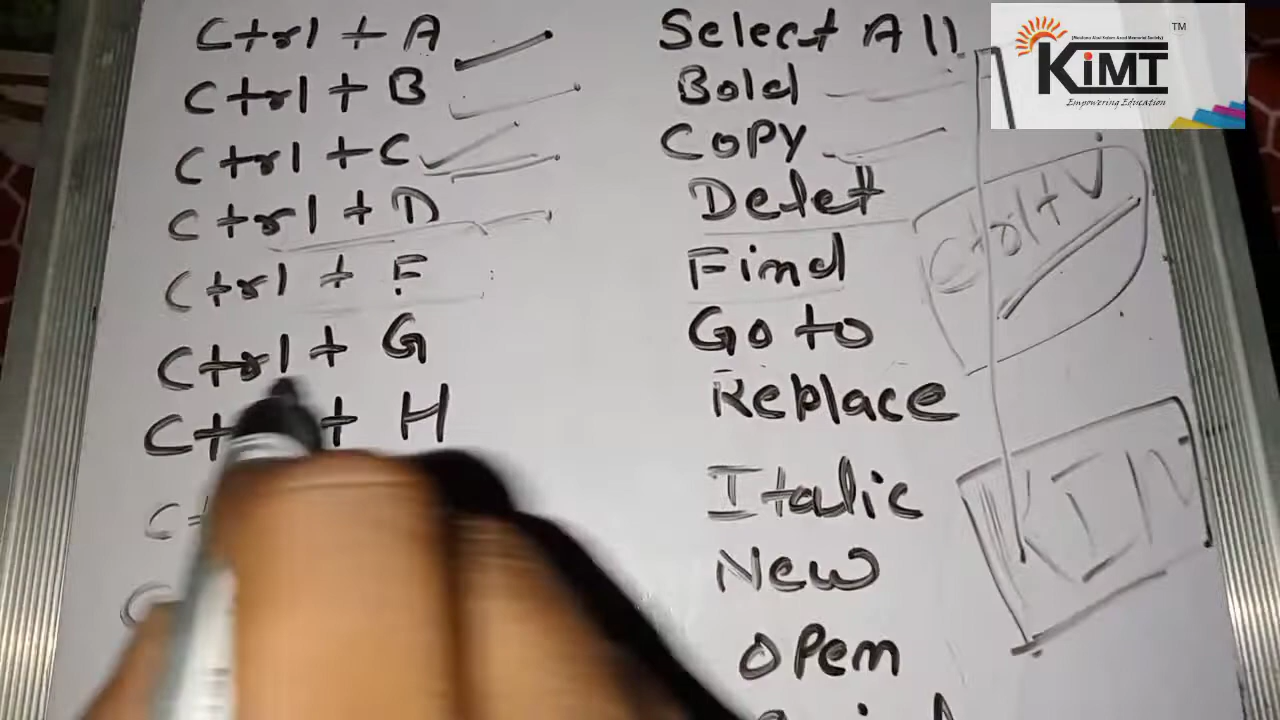 Ctrl + A Select All
Ctrl + B Bold
Ctrl + C Copy
Ctrl + D Delet
Ctrl + F Find
Ctrl + G Go to
Ctrl + H Replace
Italic
New
Open
Ctrl + V
KIM
TM
KiMT
Empowering Education